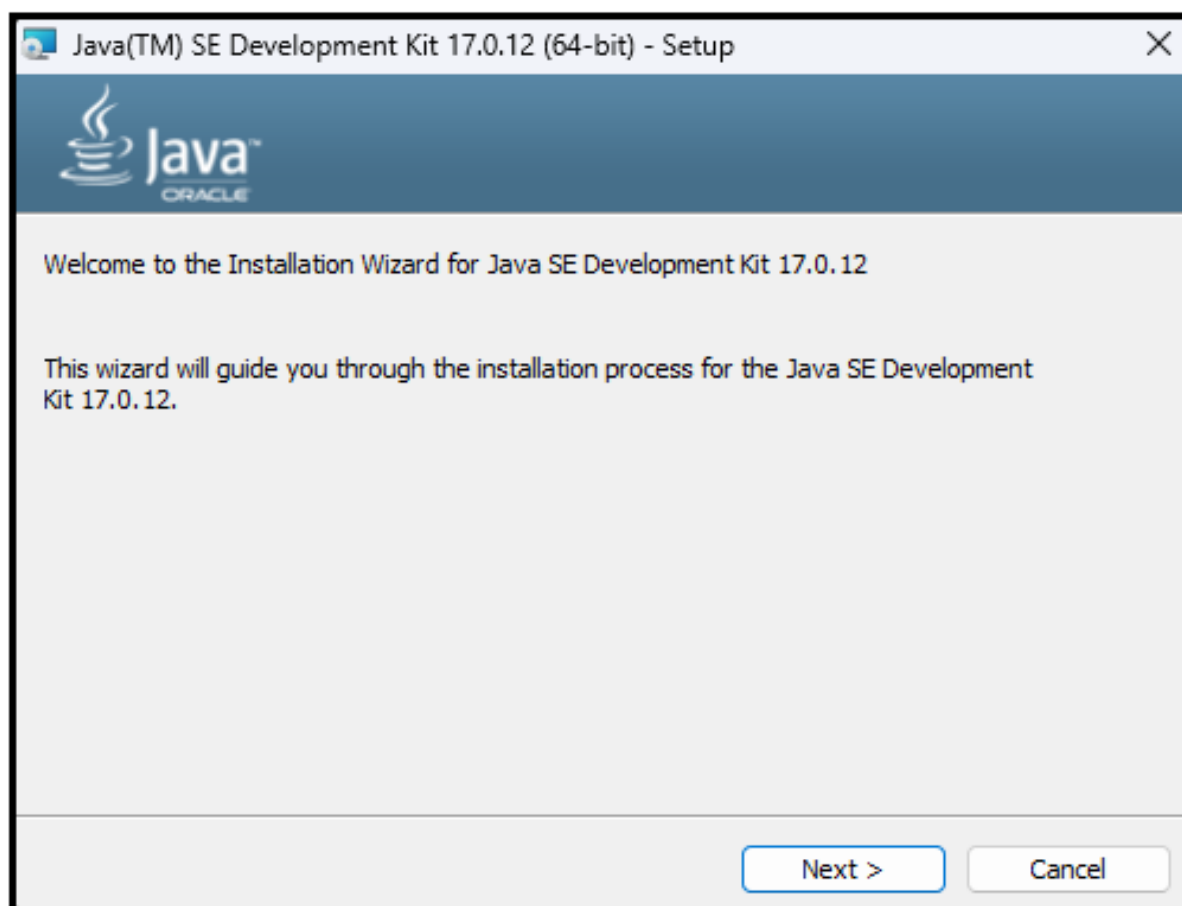 Java(TM) SE Development Kit 17.0.12 (64-bit) - Setup
Java™
ORACLE
Welcome to the Installation Wizard for Java SE Development Kit 17.0.12
This wizard will guide you through the installation process for the Java SE Development
Kit 17.0.12.
Next >
Cancel